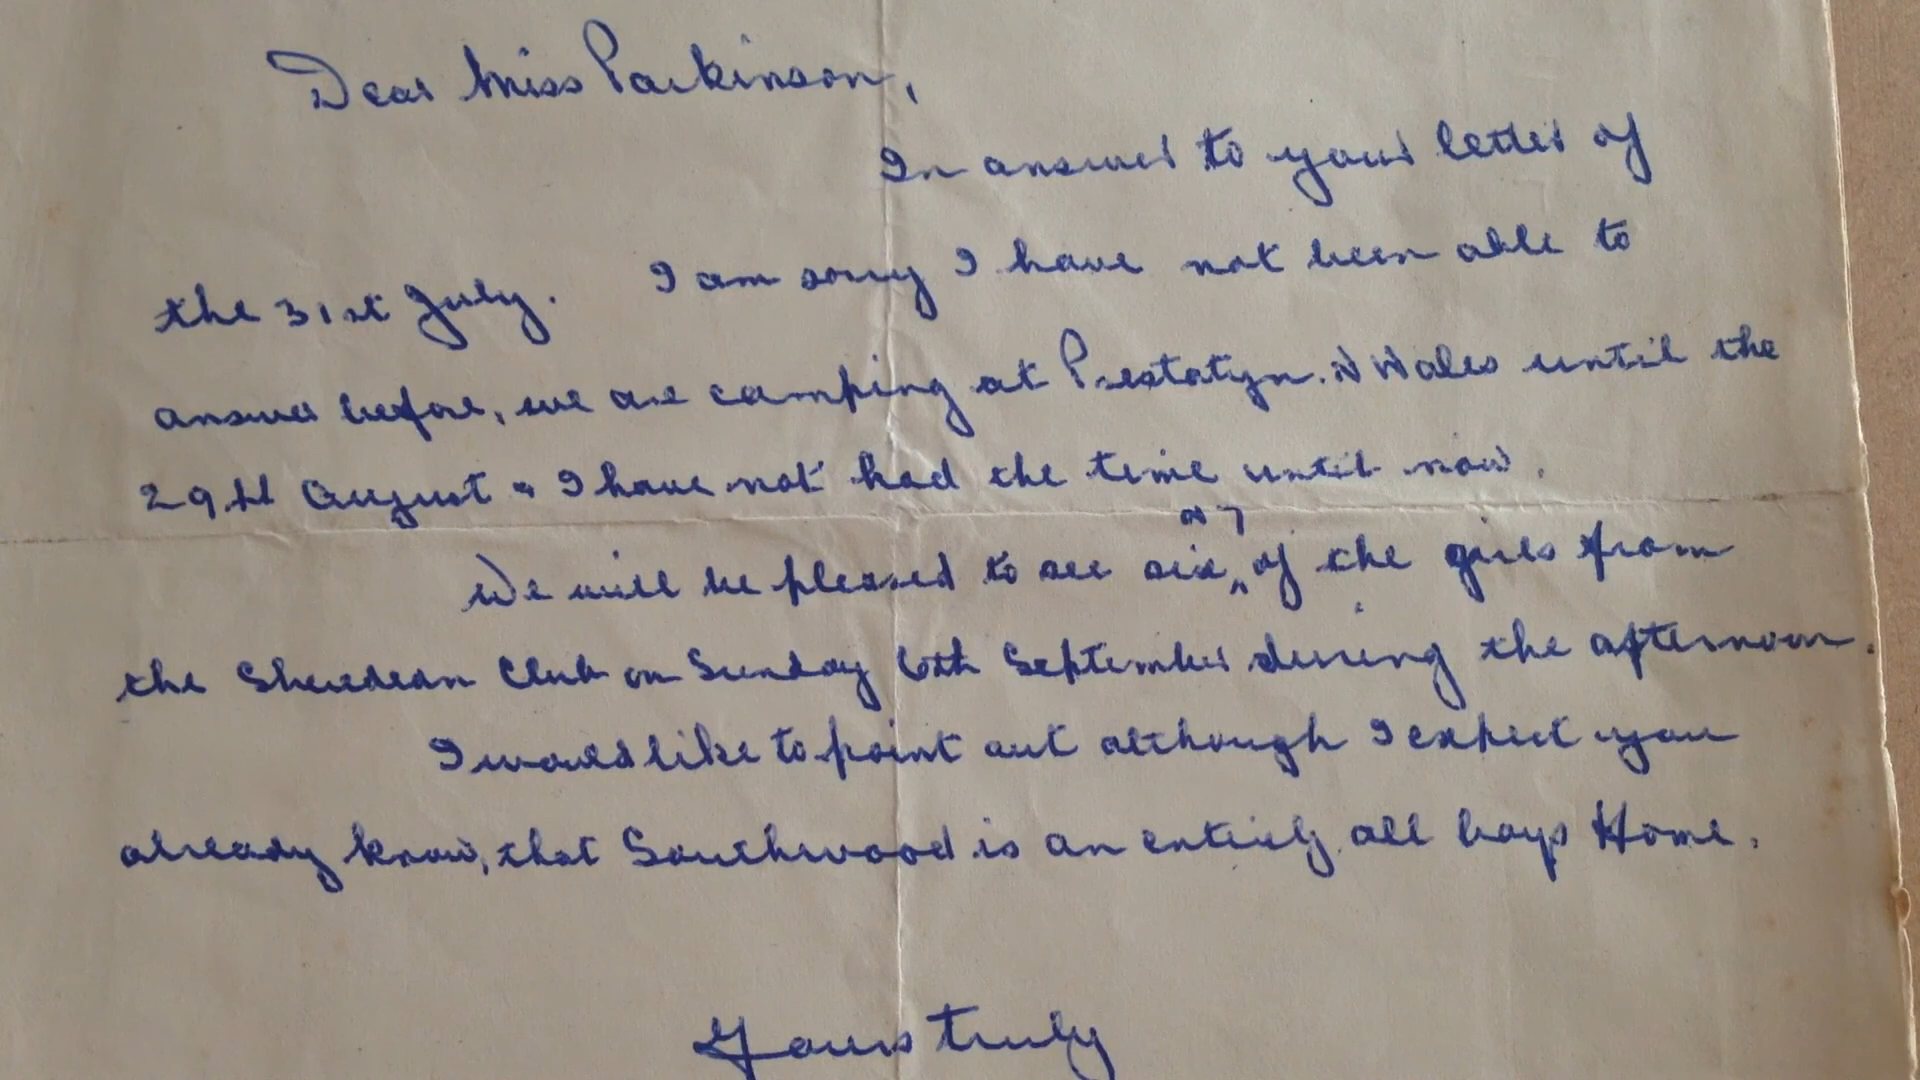 Dear Miss Parkinson,
In answer to your letter of
the 31st July. I am sorry I have not been able to
answer before, we are camping at Prestatyn. N Wales until the
29th August & I have not had the time until now.
or 7
We will be pleased to see six of the girls from
the Club on Sunday 6th September during the afternoon.
I would like to point out although I expect you
already know, that Southwood is an entirely all boys Home.
Yours truly